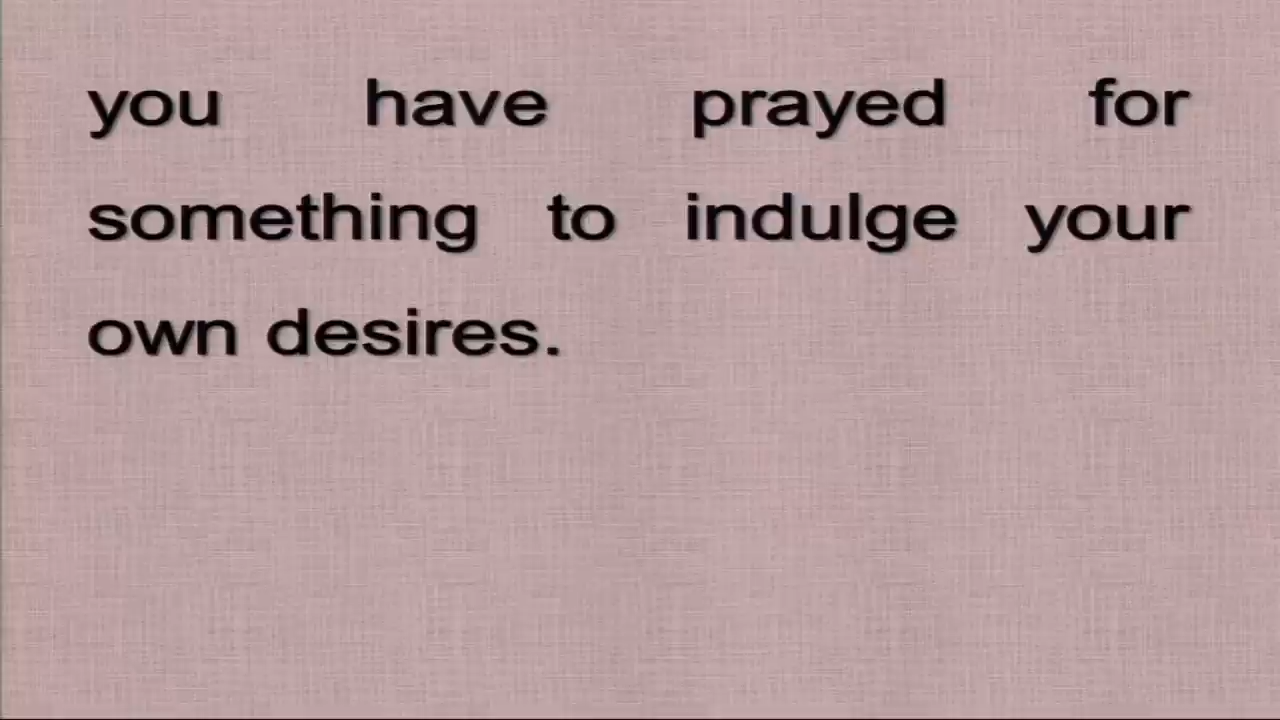 you have prayed for
something to indulge your
own desires.